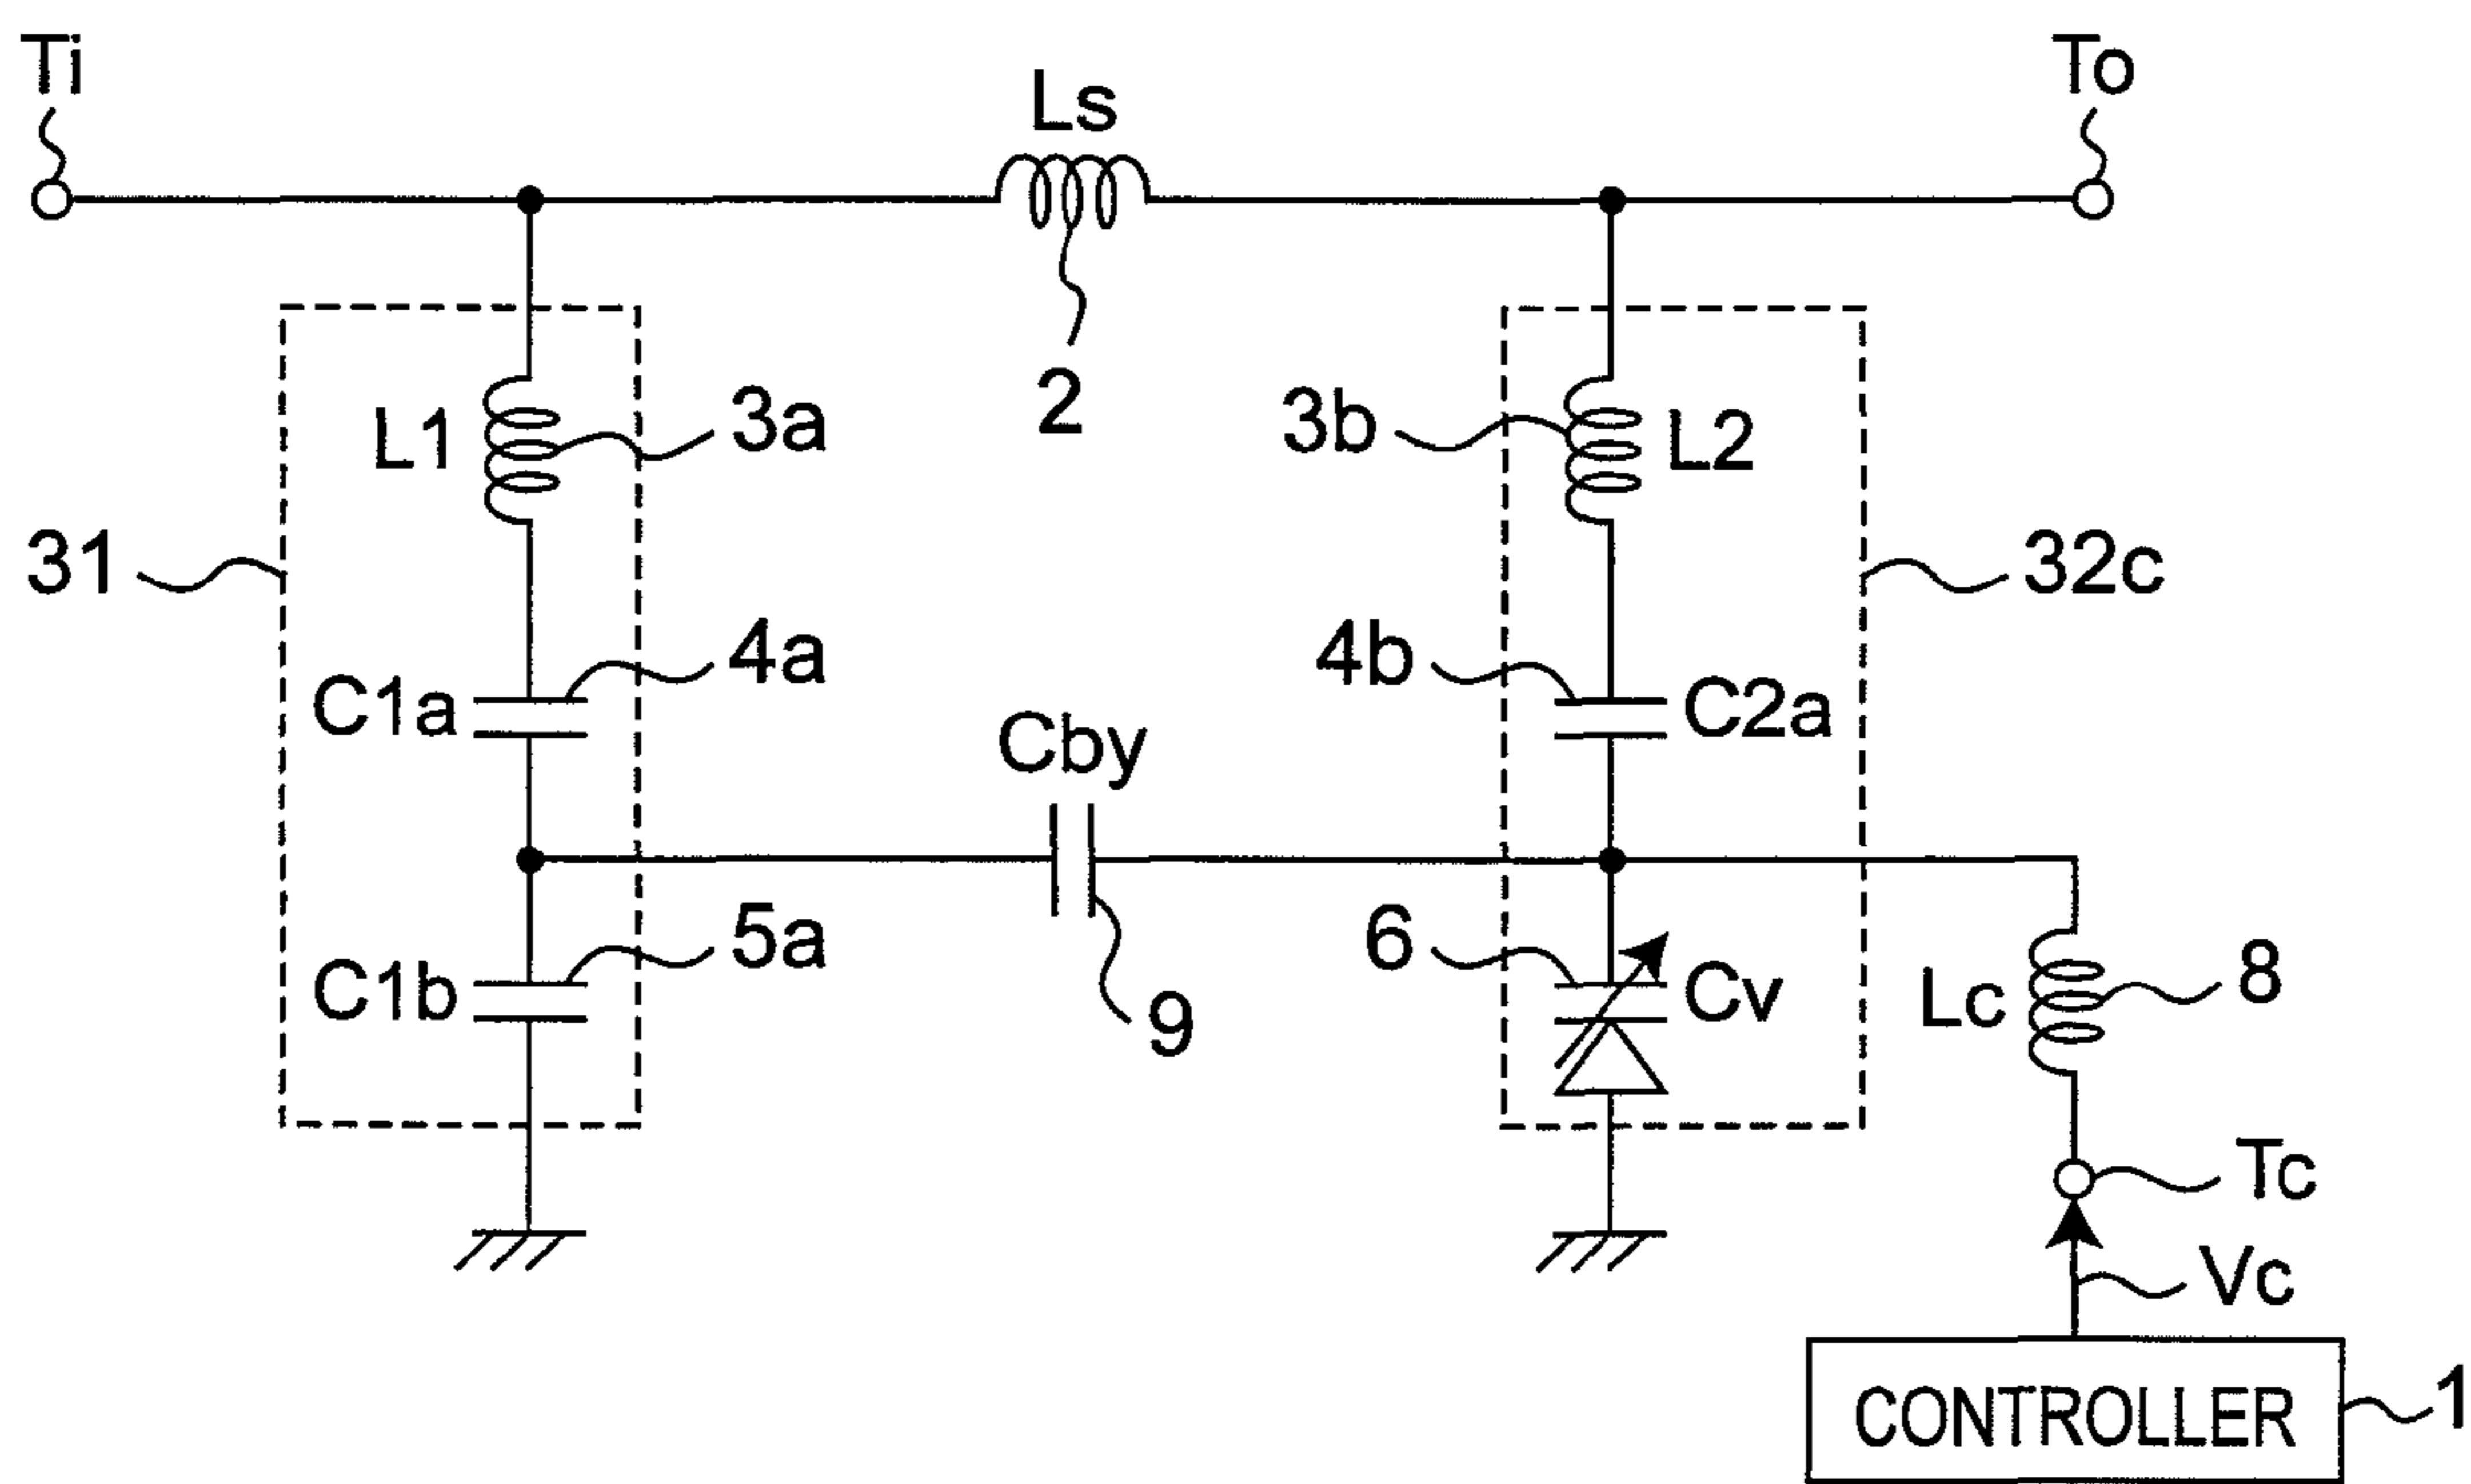 Ti
To
Ls
2
L1
3a
3b
L2
31
32c
4a
4b
C1a
C2a
Cby
5a
6
C1b
Cv
Lc
8
9
Tc
Vc
CONTROLLER
1